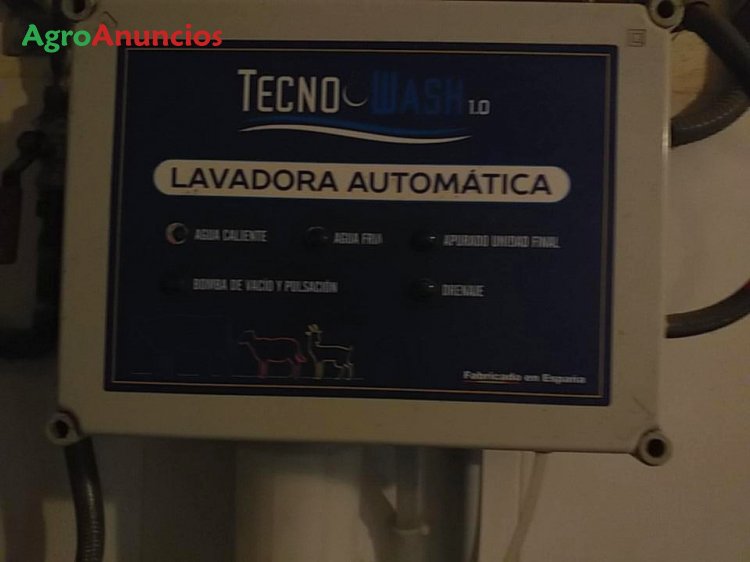 AgroAnuncios
TECNO WASH 1.0
LAVADORA AUTOMÁTICA
AGUA CALIENTE
AGUA FRIA
APURADO UNIDAD FINAL
BOMBA DE VACÍO Y PULSACIÓN
DRENAJE
Fabricado en España